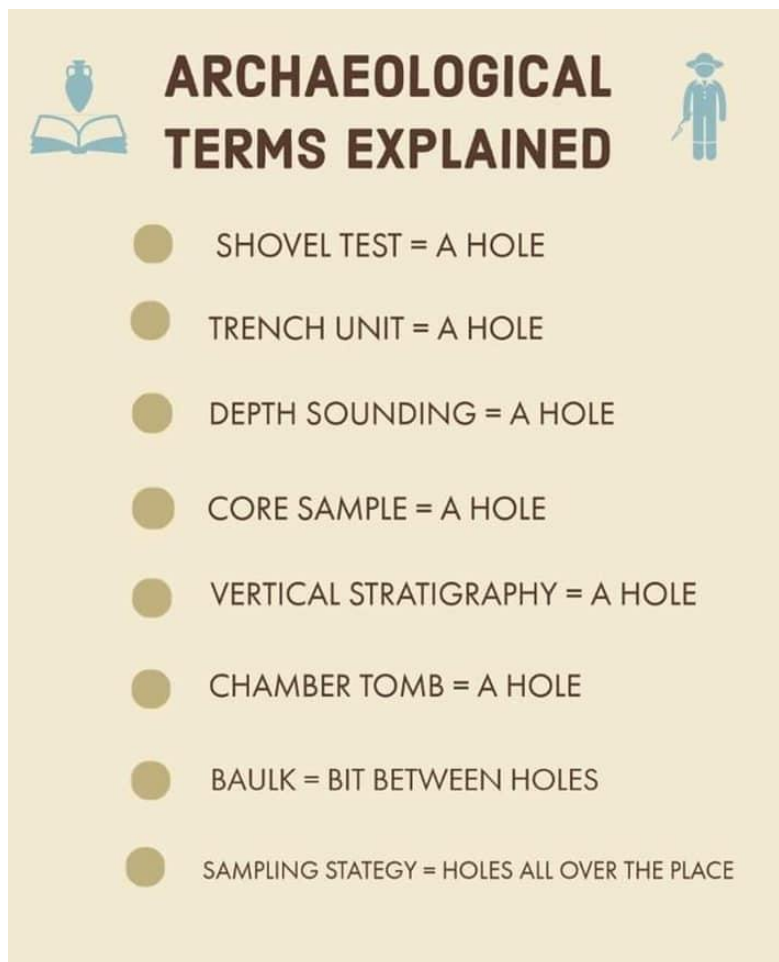 ARCHAEOLOGICAL
TERMS EXPLAINED
SHOVEL TEST = A HOLE
TRENCH UNIT = A HOLE
DEPTH SOUNDING = A HOLE
CORE SAMPLE = A HOLE
VERTICAL STRATIGRAPHY = A HOLE
CHAMBER TOMB = A HOLE
BAULK = BIT BETWEEN HOLES
SAMPLING STATEGY = HOLES ALL OVER THE PLACE